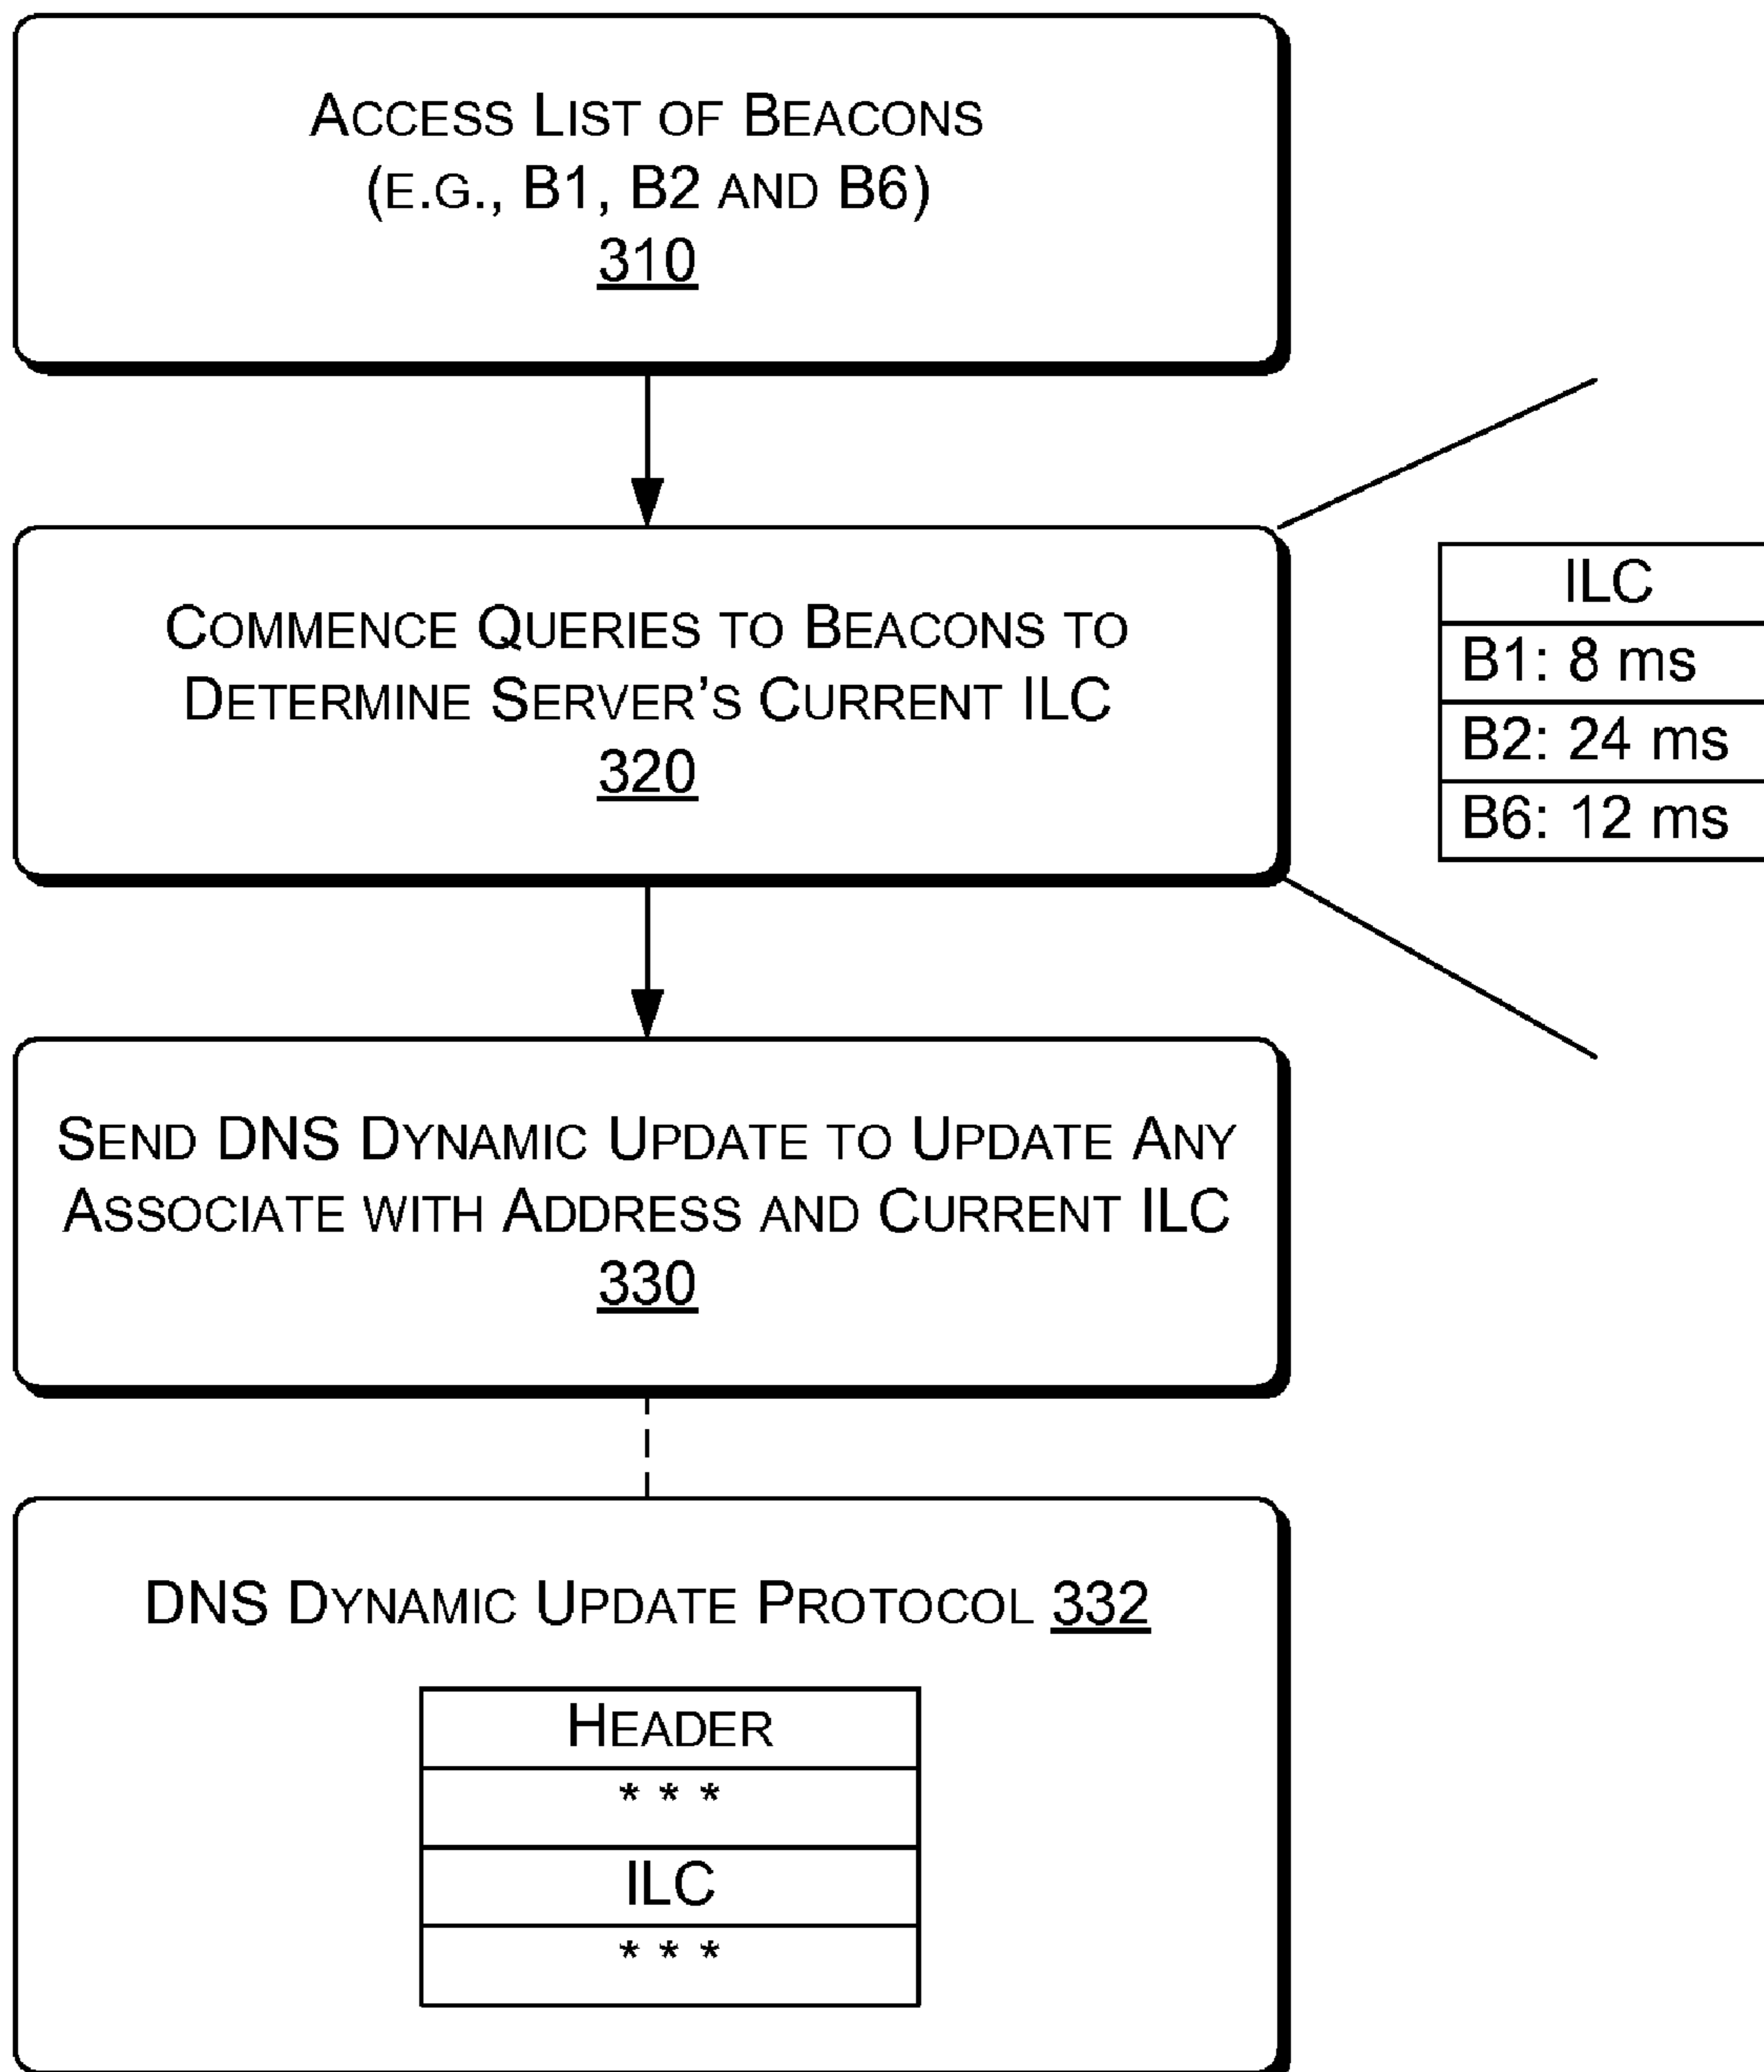 ACCESS LIST OF BEACONS
(E.G., B1, B2 AND B6)
310
COMMENCE QUERIES TO BEACONS TO
DETERMINE SERVER'S CURRENT ILC
320
ILC
B1: 8 ms
B2: 24 ms
B6: 12 ms
SEND DNS DYNAMIC UPDATE TO UPDATE ANY
ASSOCIATE WITH ADDRESS AND CURRENT ILC
330
DNS DYNAMIC UPDATE PROTOCOL 332
HEADER
* * *
ILC
* * *